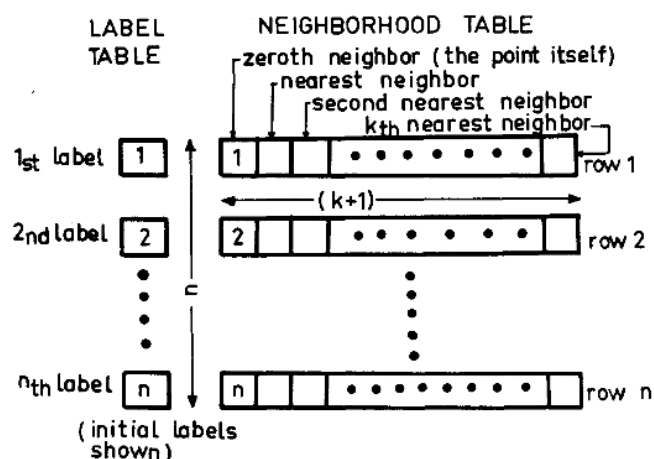 LABEL TABLE
NEIGHBORHOOD TABLE
zeroth neighbor (the point itself)
nearest neighbor
second nearest neighbor
kth nearest neighbor
1st label 1 1 row 1
(k+1)
2nd label 2 2 row 2
n
nth label n n row n
(initial labels
shown)